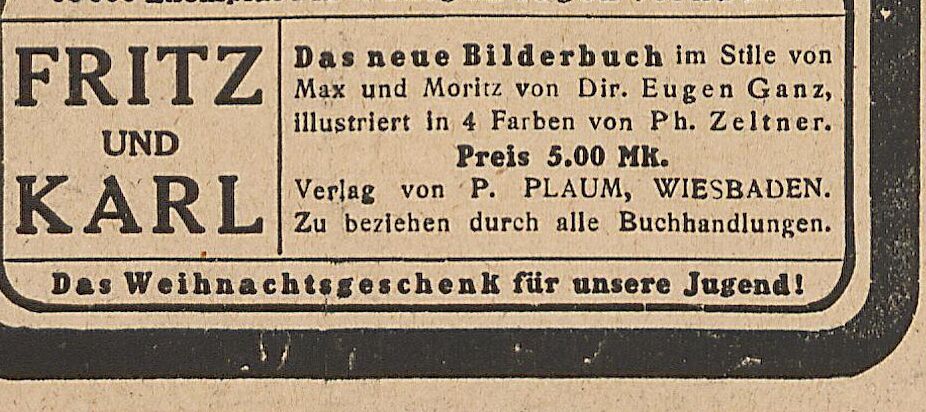 FRITZ
UND
KARL
Das neue Bilderbuch im Stile von
Max und Moritz von Dir. Eugen Ganz,
illustriert in 4 Farben von Ph. Zeltner.
Preis 5.00 Mk.
Verlag von P. PLAUM, WIESBADEN.
Zu beziehen durch alle Buchhandlungen.
Das Weihnachtsgeschenk für unsere Jugend!